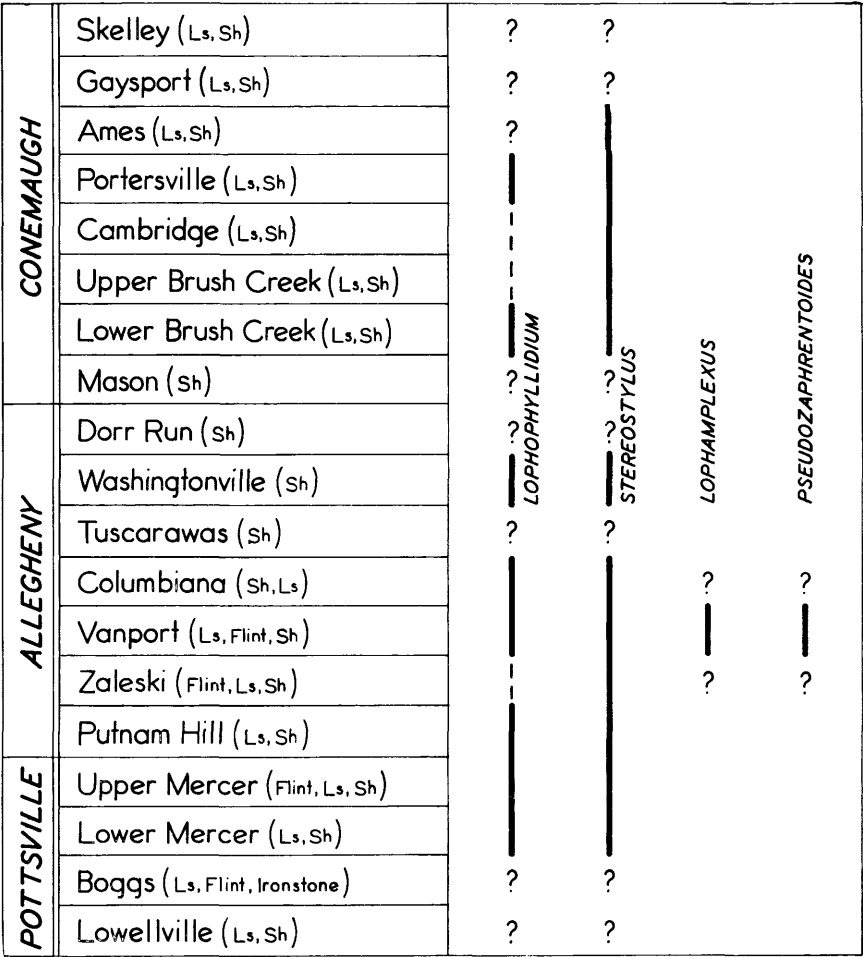 CONEMAUGH
Skelley (Ls, Sh) ? ?
Gaysport (Ls, Sh) ? ?
Ames (Ls, Sh) ?
Portersville (Ls, Sh)
Cambridge (Ls, Sh)
Upper Brush Creek (Ls, Sh)
Lower Brush Creek (Ls, Sh)
Mason (Sh) ? ?
ALLEGHENY
Dorr Run (Sh) ? ?
Washingtonville (Sh)
Tuscarawas (Sh) ? ?
Columbiana (Sh, Ls) ? ?
Vanport (Ls, Flint, Sh)
Zaleski (Flint, Ls, Sh) ? ?
Putnam Hill (Ls, Sh)
POTTSVILLE
Upper Mercer (Flint, Ls, Sh)
Lower Mercer (Ls, Sh)
Boggs (Ls, Flint, Ironstone) ? ?
Lowellville (Ls, Sh) ? ?
LOPHOPHYLLIDIUM
STEREOSTYLUS
LOPHAMPLEXUS
PSEUDOZAPHRENTOIDES